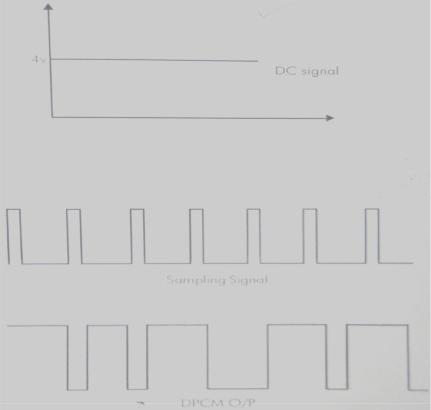 4v
DC signal
Sampling Signal
DPCM O/P